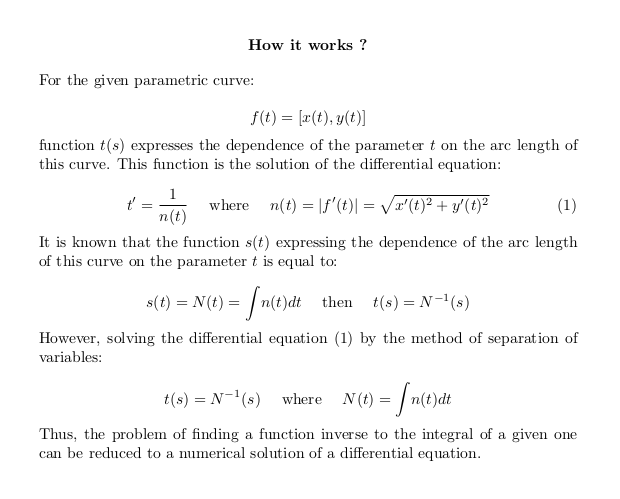 How it works ?
For the given parametric curve:
f(t) = [x(t), y(t)]
function t(s) expresses the dependence of the parameter t on the arc length of
this curve. This function is the solution of the differential equation:
t′ = 1/n(t) where n(t) = |f′(t)| = √(x′(t)² + y′(t)²) (1)
It is known that the function s(t) expressing the dependence of the arc length
of this curve on the parameter t is equal to:
s(t) = N(t) = ∫ n(t)dt then t(s) = N⁻¹(s)
However, solving the differential equation (1) by the method of separation of
variables:
t(s) = N⁻¹(s) where N(t) = ∫ n(t)dt
Thus, the problem of finding a function inverse to the integral of a given one
can be reduced to a numerical solution of a differential equation.